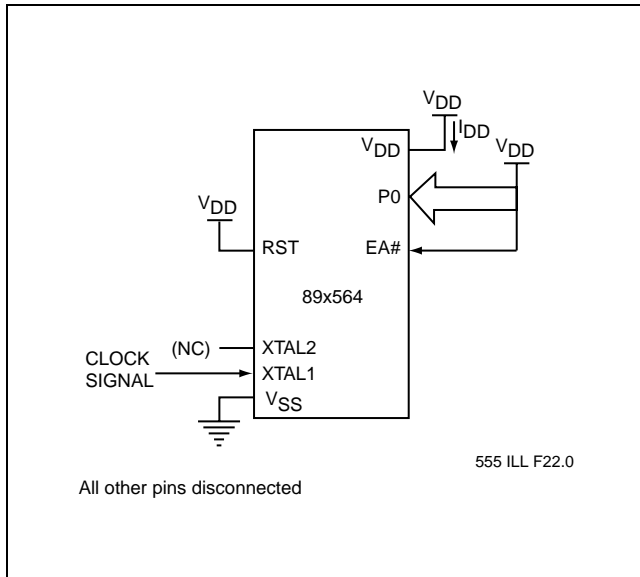 VDD
IDD
VDD
VDD
P0
VDD
RST
EA#
89x564
(NC)
XTAL2
CLOCK
SIGNAL
XTAL1
VSS
555 ILL F22.0
All other pins disconnected